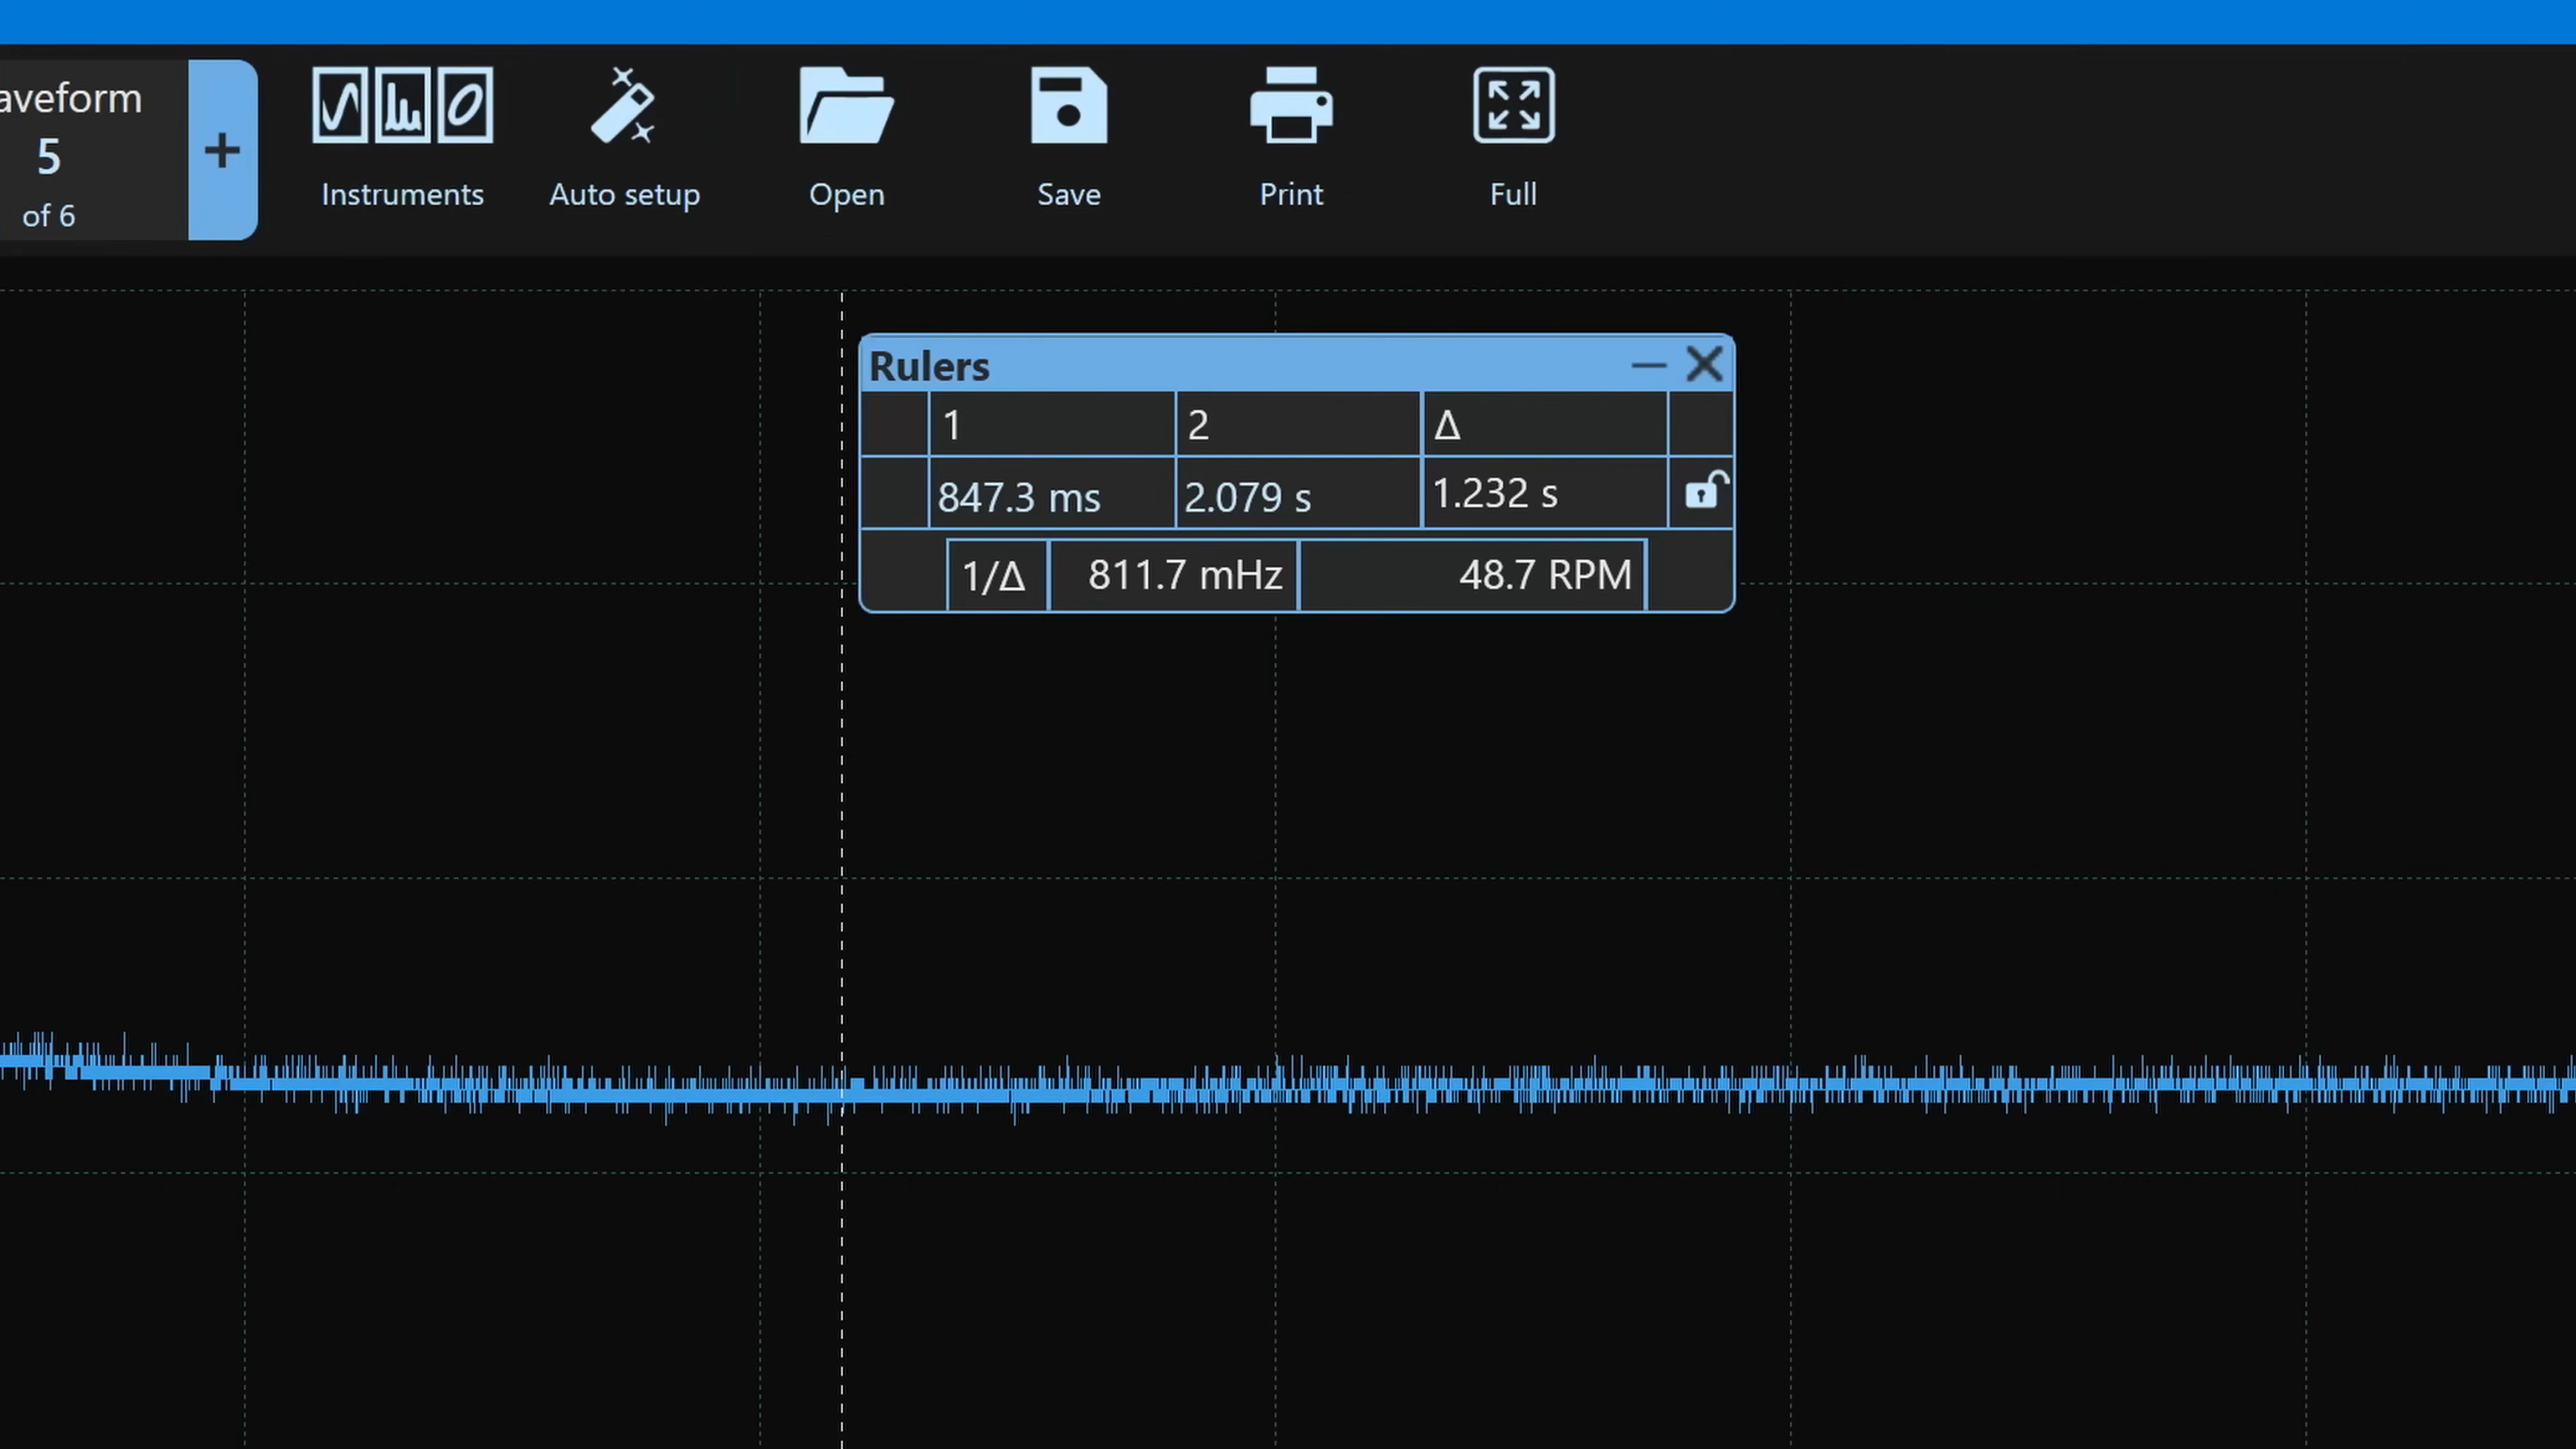 aveform
5
of 6
+
Instruments
Auto setup
Open
Save
Print
Full
Rulers
1 2 Δ
847.3 ms 2.079 s 1.232 s
1/Δ 811.7 mHz 48.7 RPM